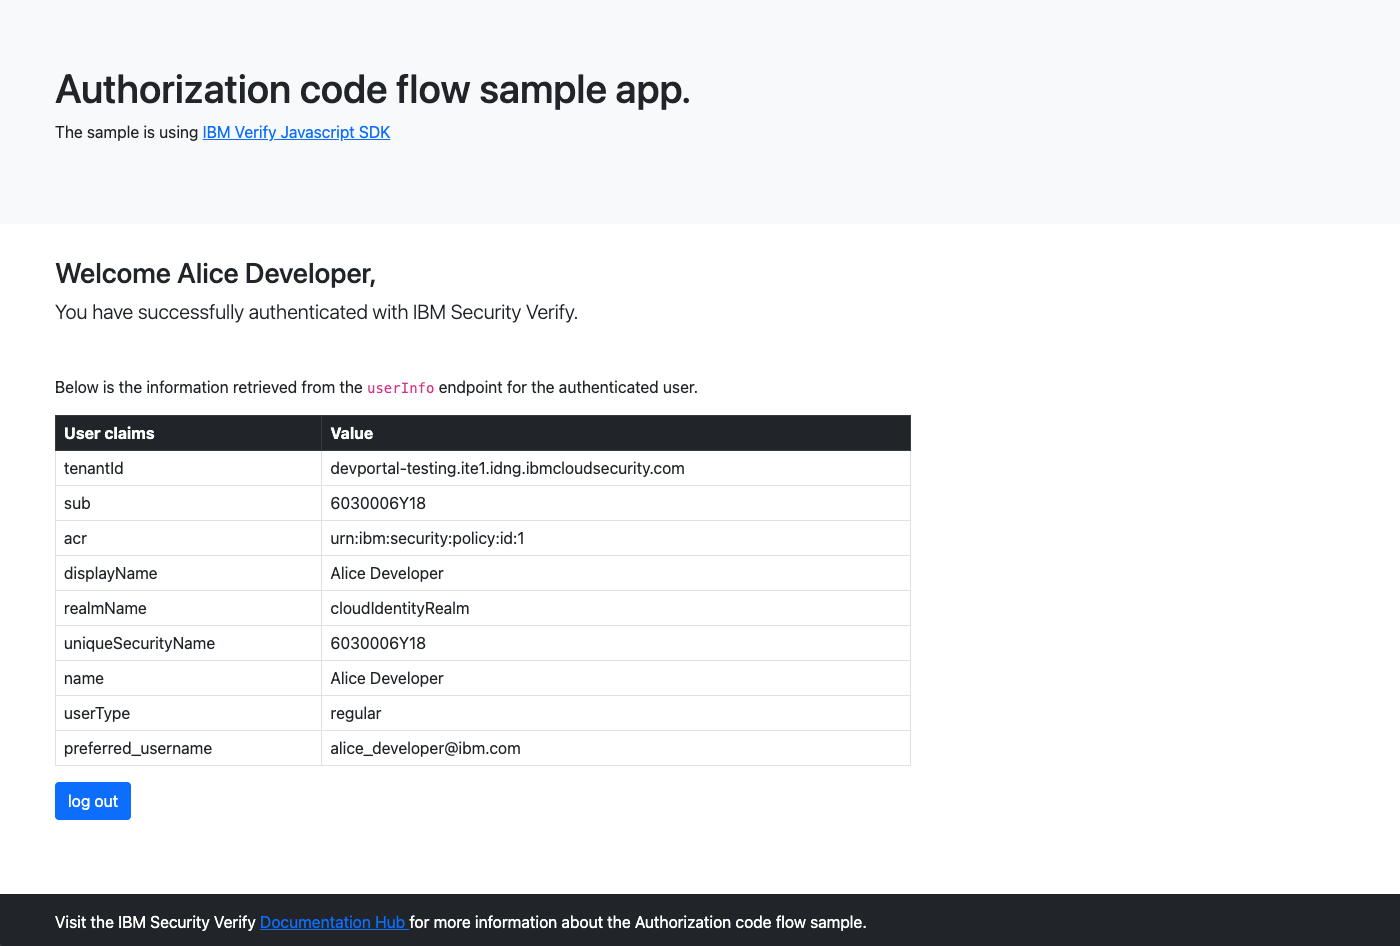 Authorization code flow sample app.
The sample is using IBM Verify Javascript SDK
Welcome Alice Developer,
You have successfully authenticated with IBM Security Verify.
Below is the information retrieved from the userInfo endpoint for the authenticated user.
User claims Value
tenantId devportal-testing.ite1.idng.ibmcloudsecurity.com
sub 6030006Y18
acr urn:ibm:security:policy:id:1
displayName Alice Developer
realmName cloudIdentityRealm
uniqueSecurityName 6030006Y18
name Alice Developer
userType regular
preferred_username alice_developer@ibm.com
log out
Visit the IBM Security Verify Documentation Hub for more information about the Authorization code flow sample.